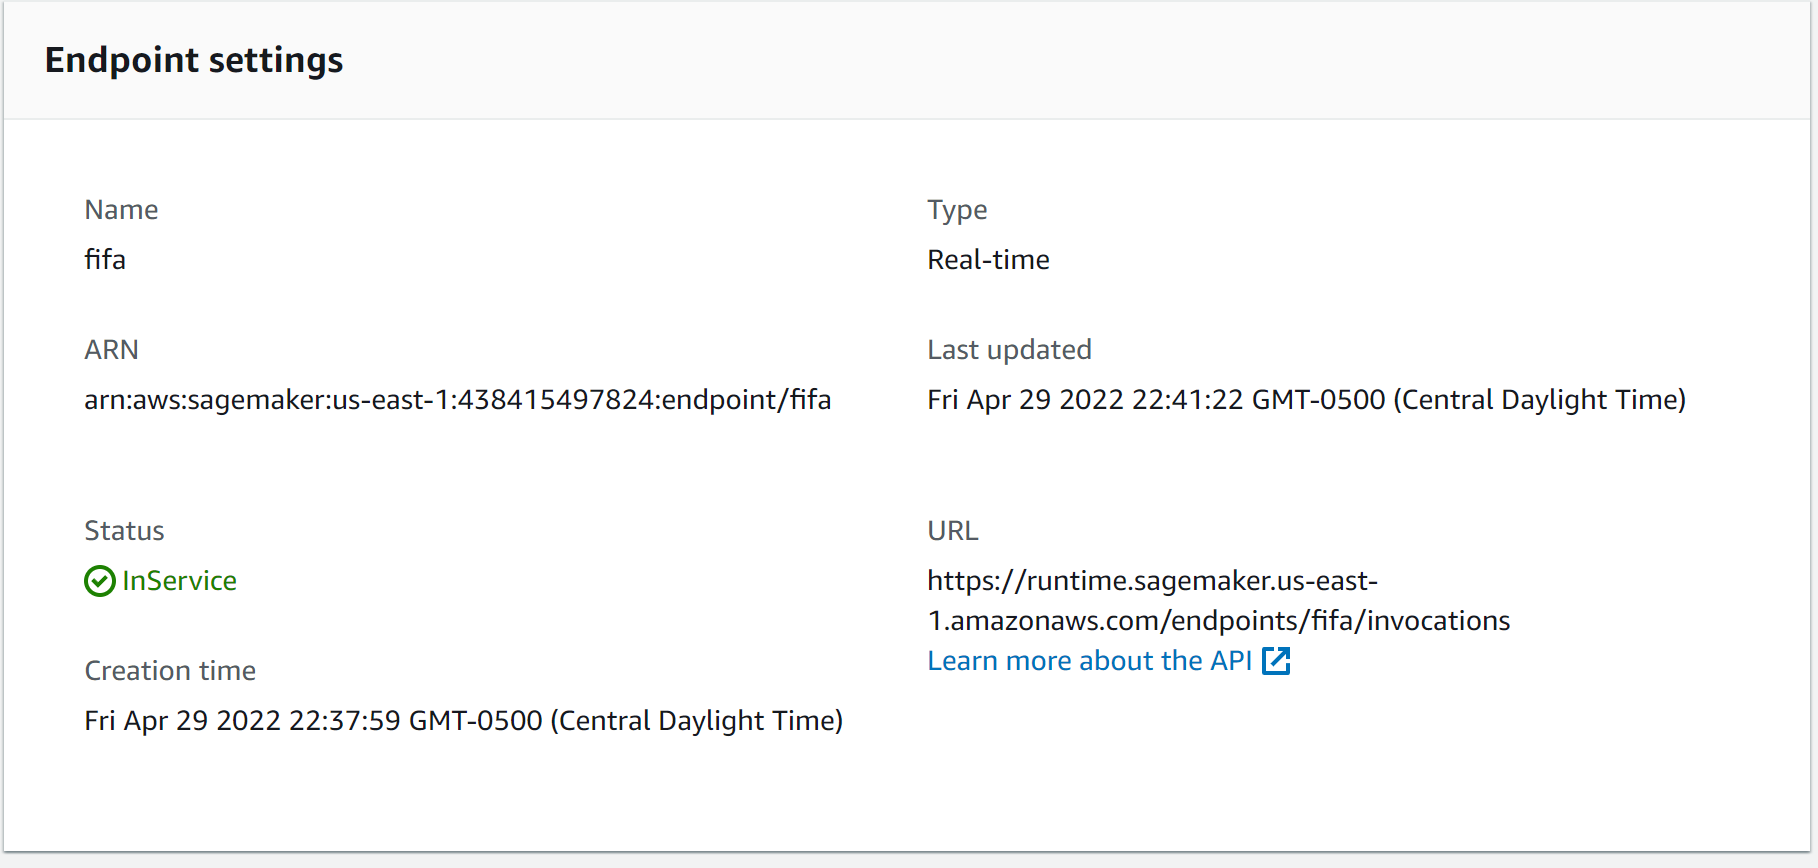 Endpoint settings
Name
fifa
Type
Real-time
ARN
arn:aws:sagemaker:us-east-1:438415497824:endpoint/fifa
Last updated
Fri Apr 29 2022 22:41:22 GMT-0500 (Central Daylight Time)
Status
InService
URL
https://runtime.sagemaker.us-east-
1.amazonaws.com/endpoints/fifa/invocations
Learn more about the API
Creation time
Fri Apr 29 2022 22:37:59 GMT-0500 (Central Daylight Time)